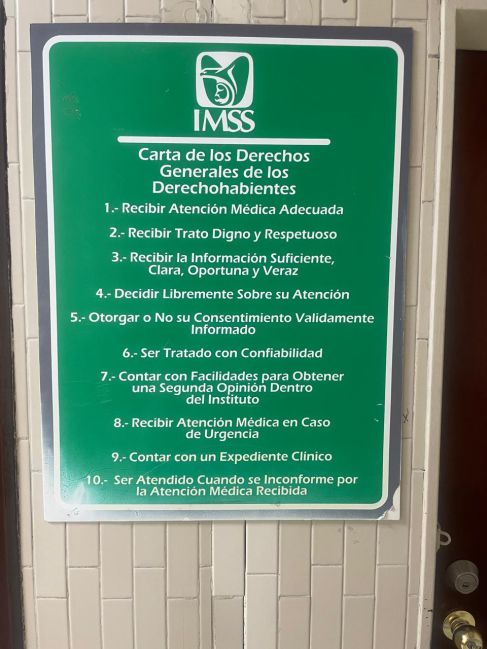 IMSS
Carta de los Derechos
Generales de los
Derechohabientes
1.- Recibir Atención Médica Adecuada
2.- Recibir Trato Digno y Respetuoso
3.- Recibir la Información Suficiente,
Clara, Oportuna y Veraz
4.- Decidir Libremente Sobre su Atención
5.- Otorgar o No su Consentimiento Validamente
Informado
6.- Ser Tratado con Confiabilidad
7.- Contar con Facilidades para Obtener
una Segunda Opinión Dentro
del Instituto
8.- Recibir Atención Médica en Caso
de Urgencia
9.- Contar con un Expediente Clínico
10.- Ser Atendido Cuando se Inconforme por
la Atención Médica Recibida